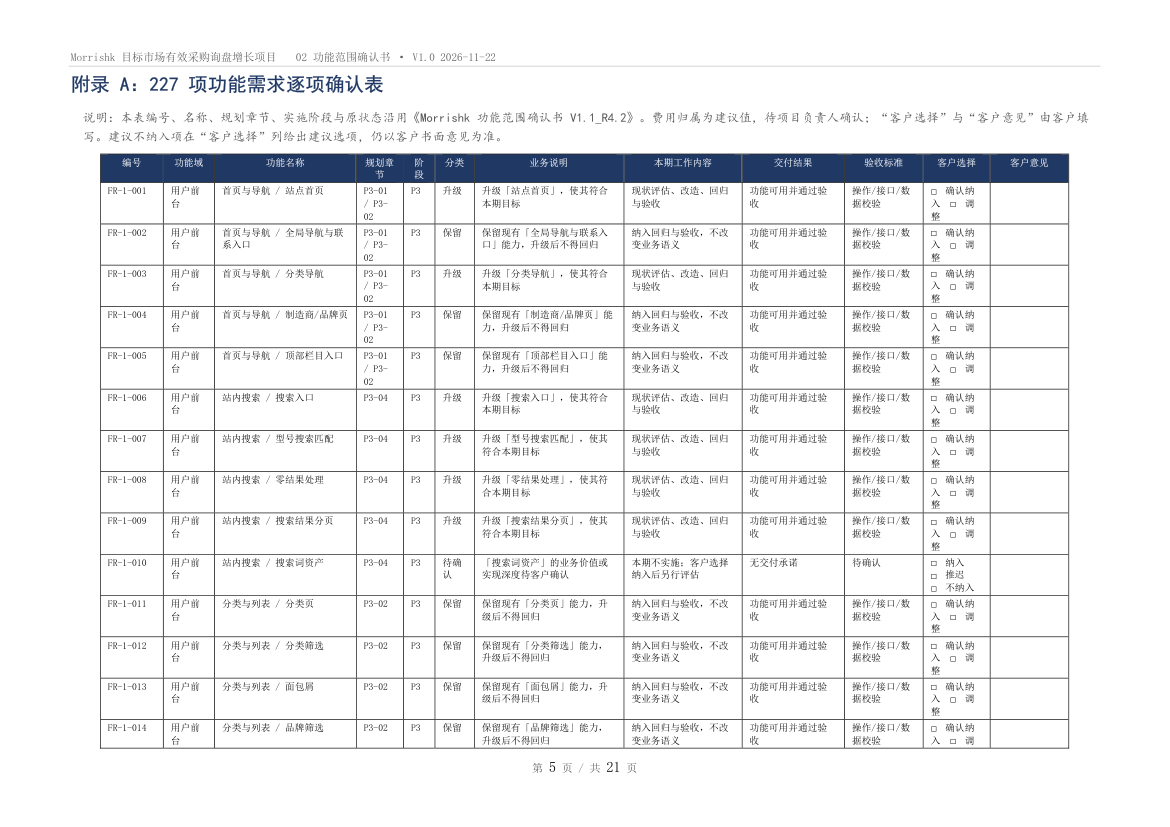 Morrishk 目标市场有效采购询盘增长项目 02 功能范围确认书 • V1.0 2026-11-22
附录 A：227 项功能需求逐项确认表
说明：本表编号、名称、规划章节、实施阶段与原状态沿用《Morrishk 功能范围确认书 V1.1_R4.2》。费用归属为建议值，待项目负责人确认；“客户选择”与“客户意见”由客户填
写。建议不纳入项在“客户选择”列给出建议选项，仍以客户书面意见为准。
编号 功能域 功能名称 规划章节 阶段 分类 业务说明 本期工作内容 交付结果 验收标准 客户选择 客户意见
FR-1-001 用户前台 首页与导航 / 站点首页 P3-01 / P3-02 P3 升级 升级「站点首页」，使其符合本期目标 现状评估、改造、回归与验收 功能可用并通过验收 操作/接口/数据校验 □ 确认纳入 □ 调整
FR-1-002 用户前台 首页与导航 / 全局导航与联系入口 P3-01 / P3-02 P3 保留 保留现有「全局导航与联系入口」能力，升级后不得回归 纳入回归与验收，不改变业务语义 功能可用并通过验收 操作/接口/数据校验 □ 确认纳入 □ 调整
FR-1-003 用户前台 首页与导航 / 分类导航 P3-01 / P3-02 P3 升级 升级「分类导航」，使其符合本期目标 现状评估、改造、回归与验收 功能可用并通过验收 操作/接口/数据校验 □ 确认纳入 □ 调整
FR-1-004 用户前台 首页与导航 / 制造商/品牌页 P3-01 / P3-02 P3 保留 保留现有「制造商/品牌页」能力，升级后不得回归 纳入回归与验收，不改变业务语义 功能可用并通过验收 操作/接口/数据校验 □ 确认纳入 □ 调整
FR-1-005 用户前台 首页与导航 / 顶部栏目入口 P3-01 / P3-02 P3 保留 保留现有「顶部栏目入口」能力，升级后不得回归 纳入回归与验收，不改变业务语义 功能可用并通过验收 操作/接口/数据校验 □ 确认纳入 □ 调整
FR-1-006 用户前台 站内搜索 / 搜索入口 P3-04 P3 升级 升级「搜索入口」，使其符合本期目标 现状评估、改造、回归与验收 功能可用并通过验收 操作/接口/数据校验 □ 确认纳入 □ 调整
FR-1-007 用户前台 站内搜索 / 型号搜索匹配 P3-04 P3 升级 升级「型号搜索匹配」，使其符合本期目标 现状评估、改造、回归与验收 功能可用并通过验收 操作/接口/数据校验 □ 确认纳入 □ 调整
FR-1-008 用户前台 站内搜索 / 零结果处理 P3-04 P3 升级 升级「零结果处理」，使其符合本期目标 现状评估、改造、回归与验收 功能可用并通过验收 操作/接口/数据校验 □ 确认纳入 □ 调整
FR-1-009 用户前台 站内搜索 / 搜索结果分页 P3-04 P3 升级 升级「搜索结果分页」，使其符合本期目标 现状评估、改造、回归与验收 功能可用并通过验收 操作/接口/数据校验 □ 确认纳入 □ 调整
FR-1-010 用户前台 站内搜索 / 搜索词资产 P3-04 P3 待确认 「搜索词资产」的业务价值或实现深度待客户确认 本期不实施；客户选择纳入后另行评估 无交付承诺 待确认 □ 纳入 □ 推迟 □ 不纳入
FR-1-011 用户前台 分类与列表 / 分类页 P3-02 P3 保留 保留现有「分类页」能力，升级后不得回归 纳入回归与验收，不改变业务语义 功能可用并通过验收 操作/接口/数据校验 □ 确认纳入 □ 调整
FR-1-012 用户前台 分类与列表 / 分类筛选 P3-02 P3 保留 保留现有「分类筛选」能力，升级后不得回归 纳入回归与验收，不改变业务语义 功能可用并通过验收 操作/接口/数据校验 □ 确认纳入 □ 调整
FR-1-013 用户前台 分类与列表 / 面包屑 P3-02 P3 保留 保留现有「面包屑」能力，升级后不得回归 纳入回归与验收，不改变业务语义 功能可用并通过验收 操作/接口/数据校验 □ 确认纳入 □ 调整
FR-1-014 用户前台 分类与列表 / 品牌筛选 P3-02 P3 保留 保留现有「品牌筛选」能力，升级后不得回归 纳入回归与验收，不改变业务语义 功能可用并通过验收 操作/接口/数据校验 □ 确认纳入 □ 调
第 5 页 / 共 21 页